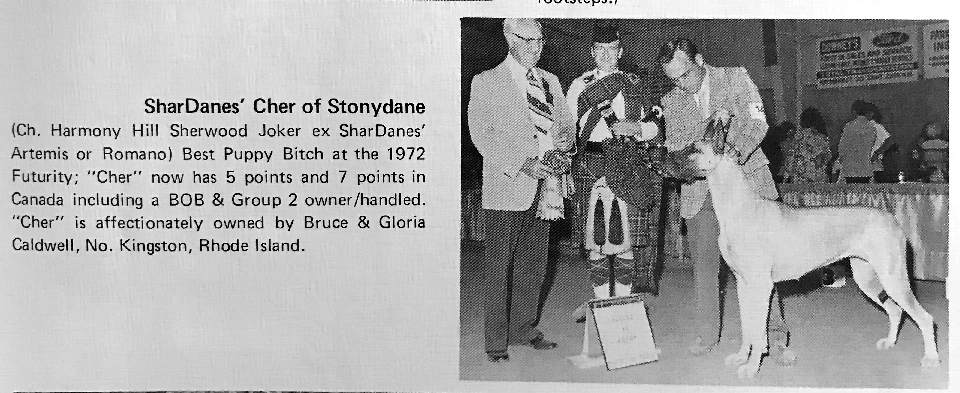 footsteps.)
SharDanes' Cher of Stonydane
(Ch. Harmony Hill Sherwood Joker ex SharDanes'
Artemis or Romano) Best Puppy Bitch at the 1972
Futurity; "Cher" now has 5 points and 7 points in
Canada including a BOB & Group 2 owner/handled.
"Cher" is affectionately owned by Bruce & Gloria
Caldwell, No. Kingston, Rhode Island.
Ford